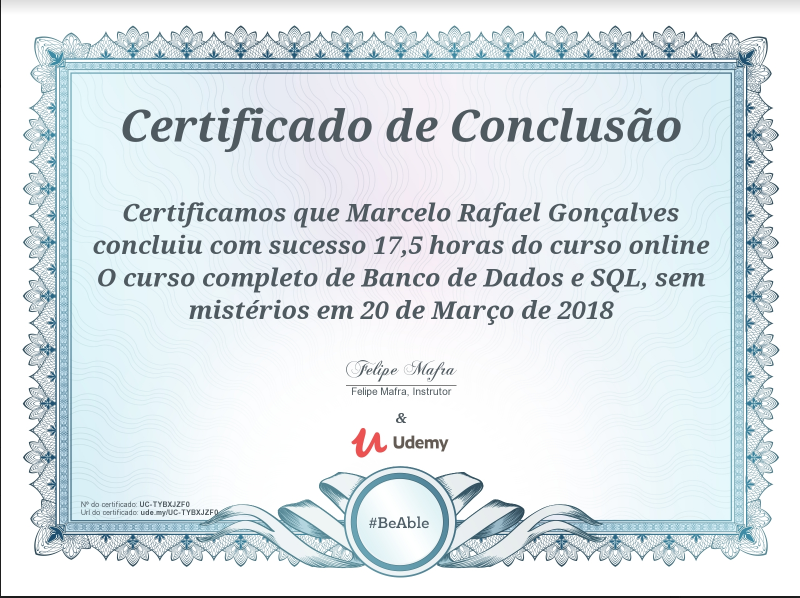 Certificado de Conclusão
Certificamos que Marcelo Rafael Gonçalves
concluiu com sucesso 17,5 horas do curso online
O curso completo de Banco de Dados e SQL, sem
mistérios em 20 de Março de 2018
Felipe Mafra
Felipe Mafra, Instrutor
&
Udemy
Nº do certificado: UC-TYBXJZF0
Url do certificado: ude.my/UC-TYBXJZF0
#BeAble